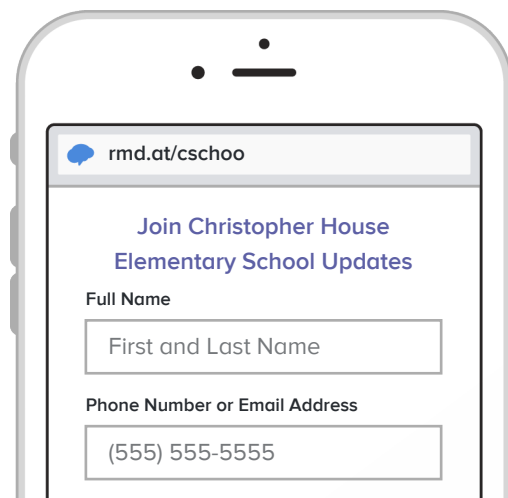 rmd.at/cschoo
Join Christopher House
Elementary School Updates
Full Name
First and Last Name
Phone Number or Email Address
(555) 555-5555